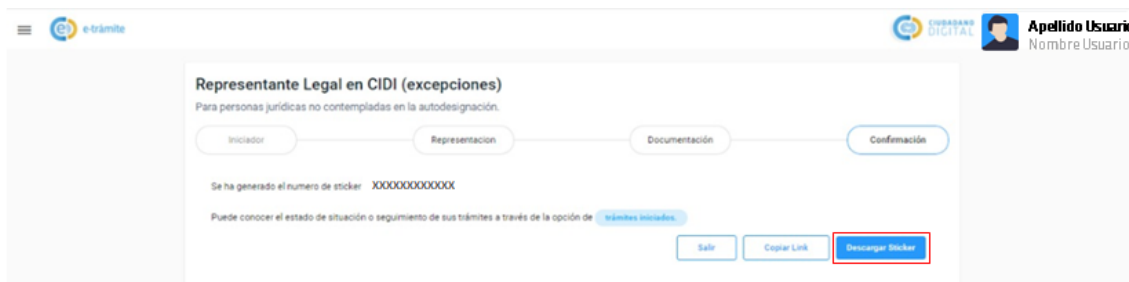 e-trámite
CIUDADANO
DIGITAL
Apellido Usuario
Nombre Usuario
Representante Legal en CIDI (excepciones)
Para personas jurídicas no contempladas en la autodesignación.
Iniciador Representacion Documentación Confirmación
Se ha generado el numero de sticker XXXXXXXXXXXX
Puede conocer el estado de situación o seguimiento de sus trámites a través de la opción de trámites iniciados.
Salir Copiar Link Descargar Sticker